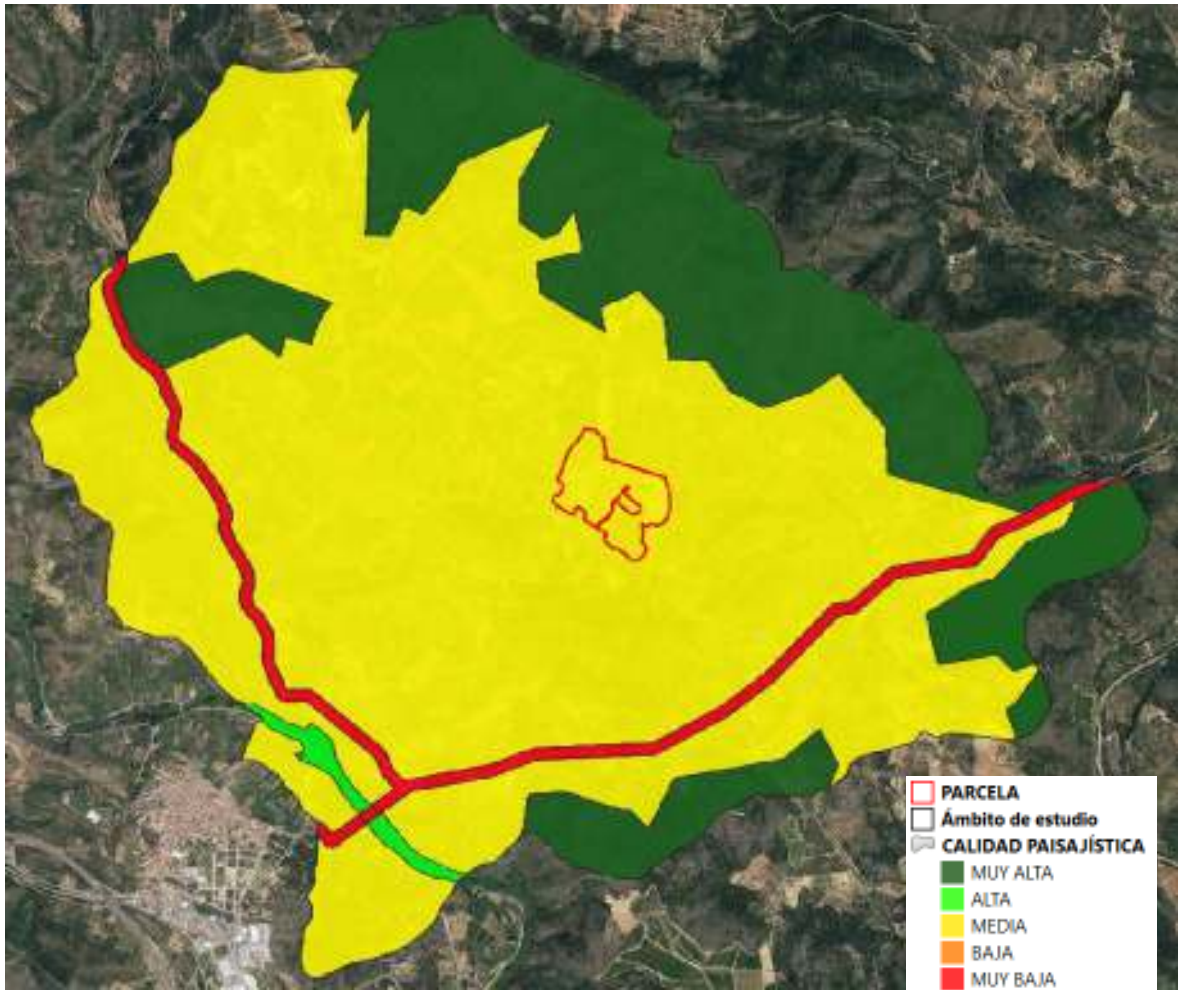 PARCELA
Ámbito de estudio
CALIDAD PAISAJÍSTICA
MUY ALTA
ALTA
MEDIA
BAJA
MUY BAJA